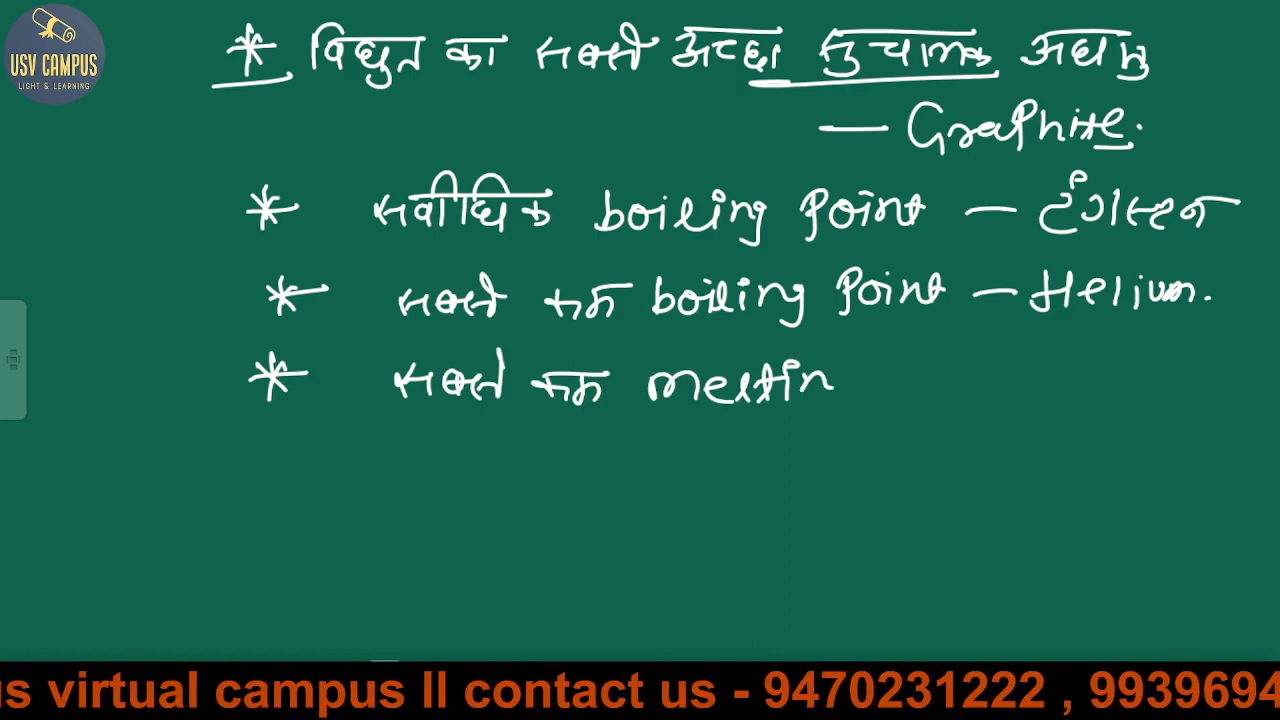 USV CAMPUS
LIGHT & LEARNING
* विद्युत का सबसे अच्छा सुचालक अधातु
— Graphite.
* सर्वाधिक boiling Point — टंगस्टन
* सबसे कम boiling Point — Helium.
* सबसे कम meltin
us virtual campus II contact us - 9470231222 , 9939694